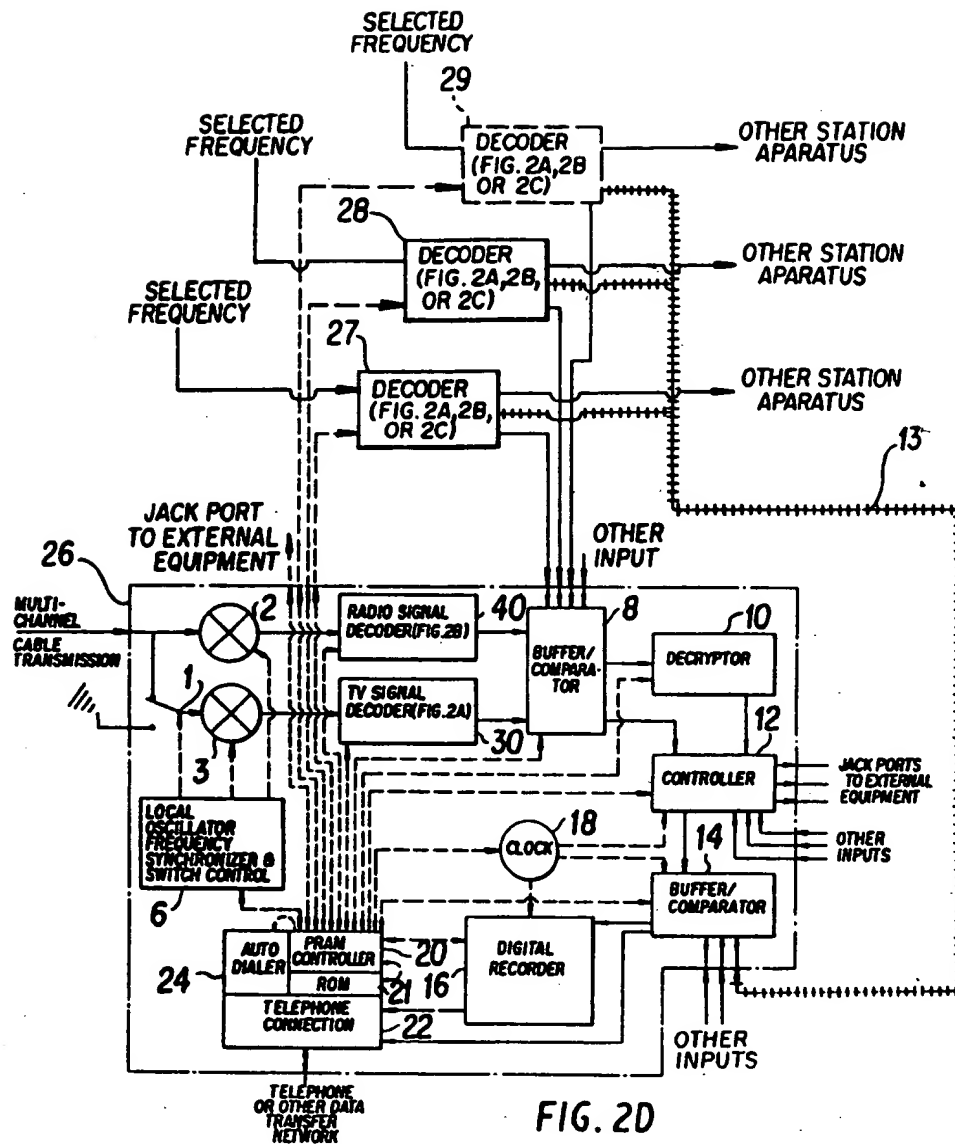 SELECTED
FREQUENCY
29
SELECTED
FREQUENCY
DECODER
(FIG. 2A, 2B
OR 2C)
OTHER STATION
APPARATUS
28
SELECTED
FREQUENCY
DECODER
(FIG. 2A, 2B,
OR 2C)
OTHER STATION
APPARATUS
27
DECODER
(FIG. 2A, 2B,
OR 2C)
OTHER STATION
APPARATUS
13
JACK PORT
TO EXTERNAL
EQUIPMENT
OTHER
INPUT
26
MULTI-
CHANNEL
CABLE
TRANSMISSION
2
RADIO SIGNAL
DECODER (FIG. 2B)
40
8
BUFFER/
COMPARA-
TOR
10
DECRYPTOR
1
3
TV SIGNAL
DECODER (FIG. 2A)
30
12
CONTROLLER
JACK PORTS
TO EXTERNAL
EQUIPMENT
LOCAL
OSCILLATOR
FREQUENCY
SYNCHRONIZER &
SWITCH CONTROL
6
18
CLOCK
OTHER
INPUTS
14
BUFFER/
COMPARATOR
24
AUTO
DIALER
PRAM
CONTROLLER
20
ROM
21
16
DIGITAL
RECORDER
TELEPHONE
CONNECTION
22
OTHER
INPUTS
TELEPHONE
OR OTHER DATA
TRANSFER
NETWORK
FIG. 2D